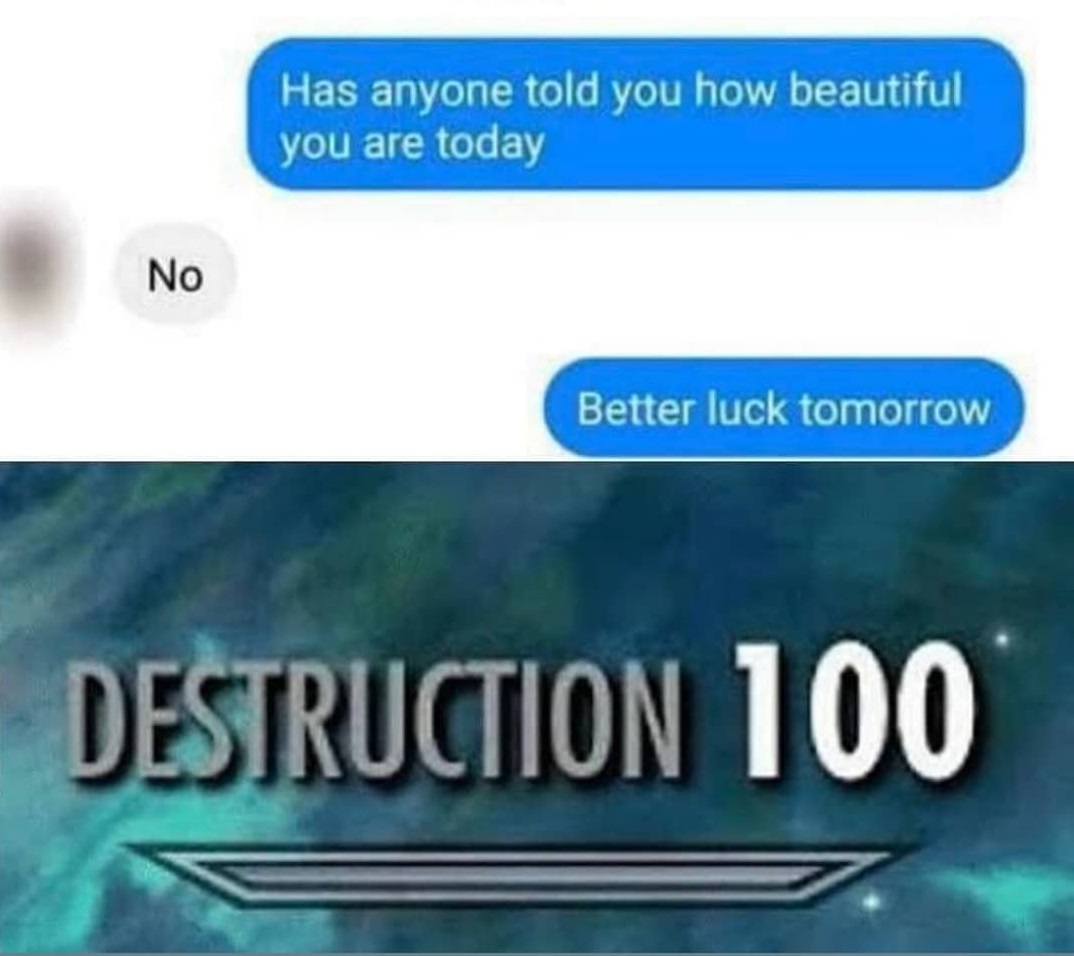 Has anyone told you how beautiful
you are today
No
Better luck tomorrow
DESTRUCTION 100